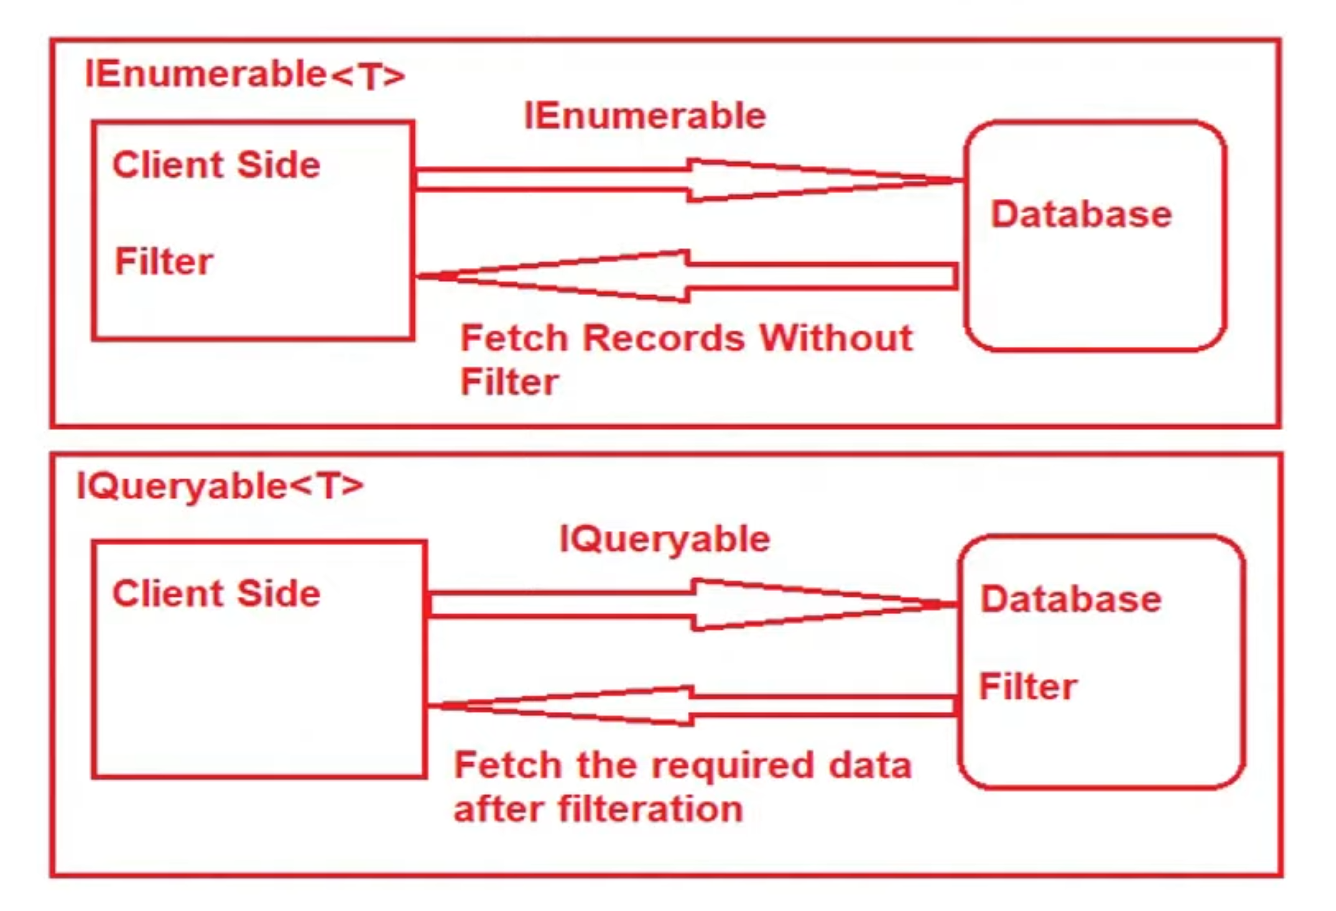 IEnumerable<T>
IEnumerable
Client Side
Filter
Database
Fetch Records Without
Filter
IQueryable<T>
IQueryable
Client Side
Database
Filter
Fetch the required data
after filteration